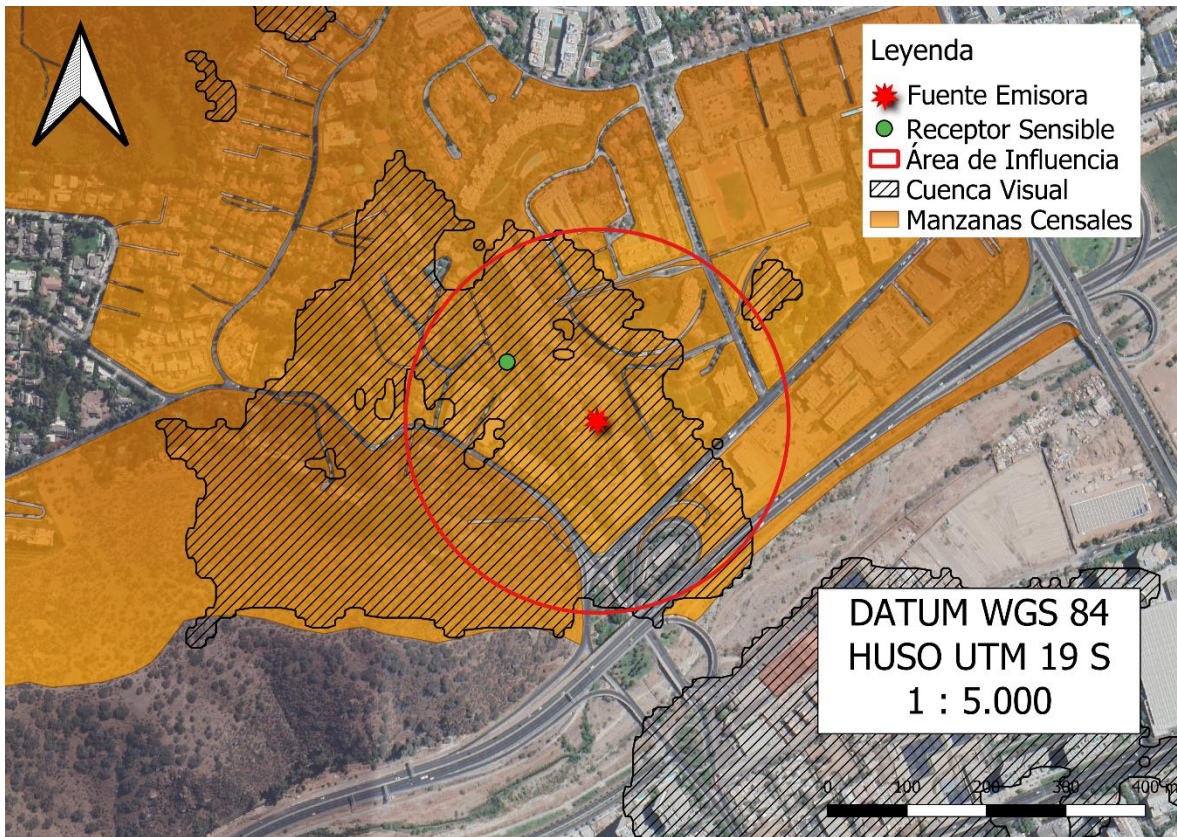 Leyenda
Fuente Emisora
Receptor Sensible
Área de Influencia
Cuenca Visual
Manzanas Censales
DATUM WGS 84
HUSO UTM 19 S
1 : 5.000
0 100 200 300 400 m